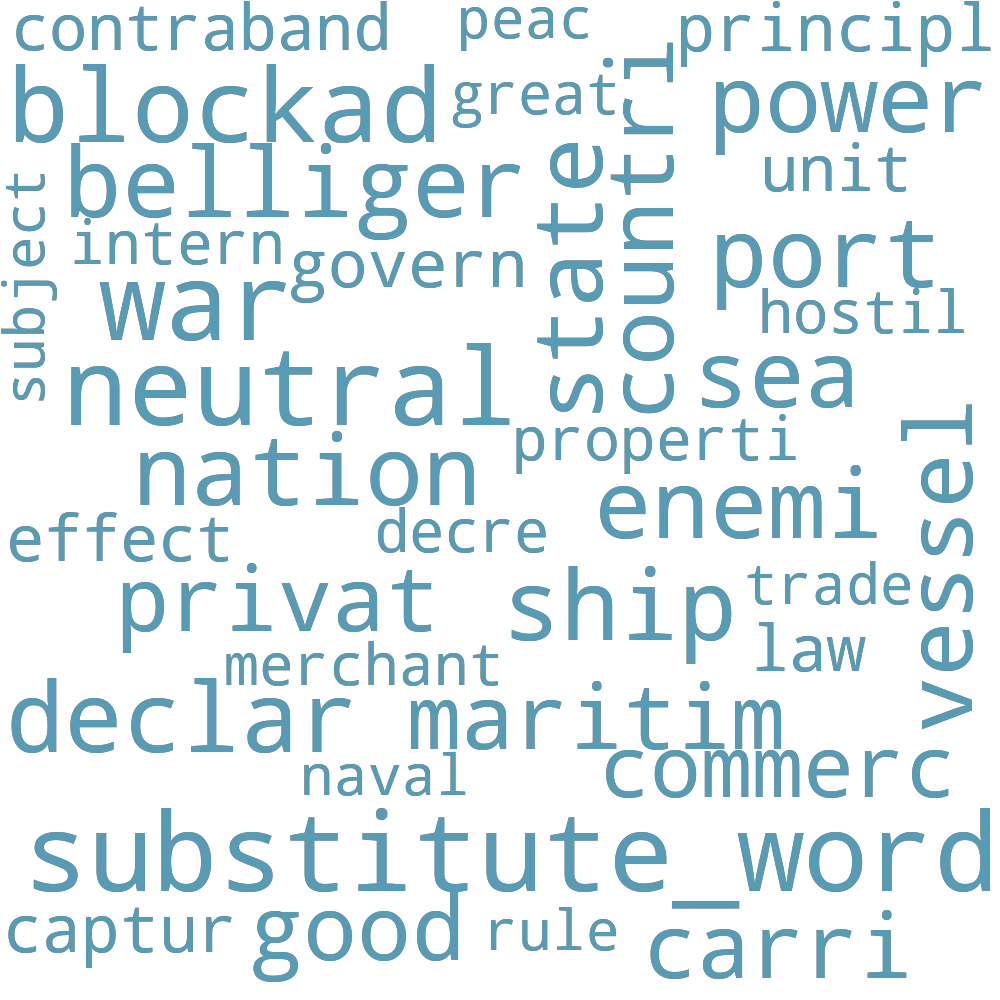 contraband
peac
principl
blockad
great
power
belliger
state
countri
unit
subject
intern
govern
port
war
hostil
neutral
sea
properti
nation
vessel
enemi
effect
decre
privat
ship
trade
merchant
law
declar
maritim
naval
commerc
substitute_word
captur
good
rule
carri